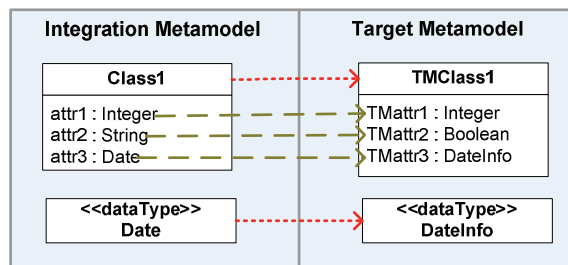 Integration Metamodel
Class1
attr1 : Integer
attr2 : String
attr3 : Date
<<dataType>>
Date
Target Metamodel
TMClass1
TMattr1 : Integer
TMattr2 : Boolean
TMattr3 : DateInfo
<<dataType>>
DateInfo